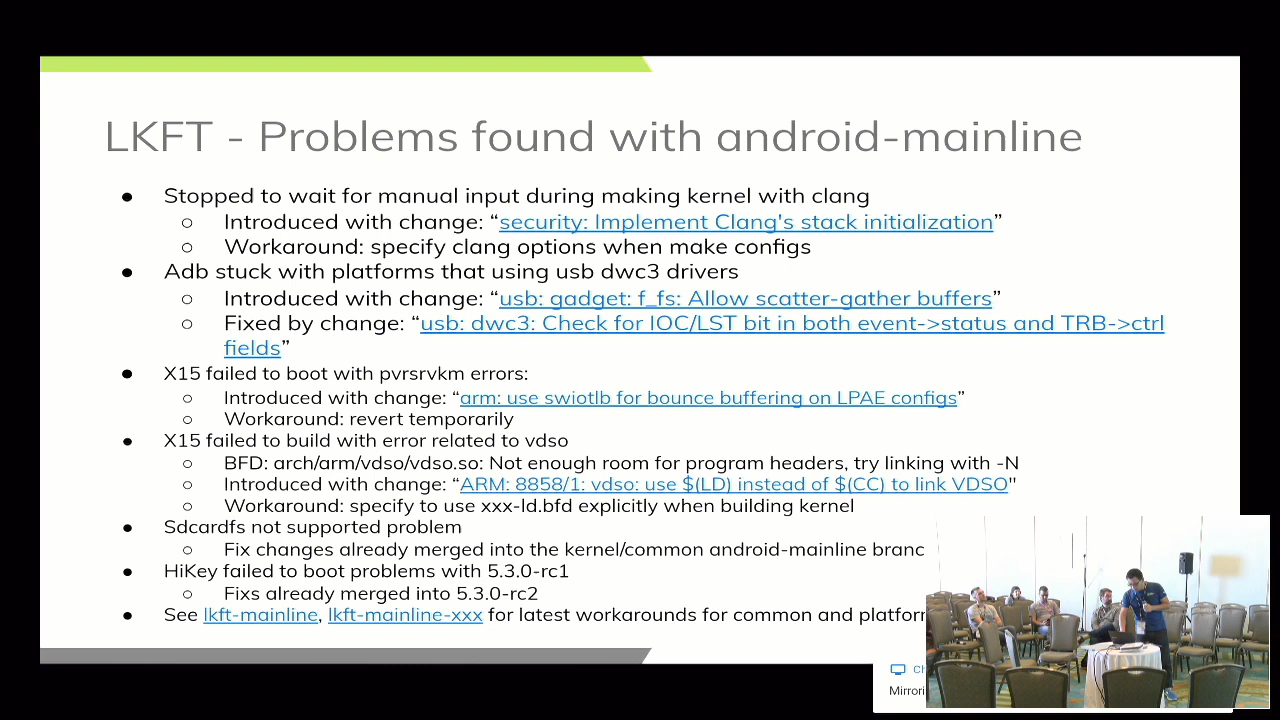 LKFT - Problems found with android-mainline
● Stopped to wait for manual input during making kernel with clang
○ Introduced with change: “security: Implement Clang's stack initialization”
○ Workaround: specify clang options when make configs
● Adb stuck with platforms that using usb dwc3 drivers
○ Introduced with change: “usb: gadget: f_fs: Allow scatter-gather buffers”
○ Fixed by change: “usb: dwc3: Check for IOC/LST bit in both event->status and TRB->ctrl
fields”
● X15 failed to boot with pvrsrvkm errors:
○ Introduced with change: “arm: use swiotlb for bounce buffering on LPAE configs”
○ Workaround: revert temporarily
● X15 failed to build with error related to vdso
○ BFD: arch/arm/vdso/vdso.so: Not enough room for program headers, try linking with -N
○ Introduced with change: “ARM: 8858/1: vdso: use $(LD) instead of $(CC) to link VDSO"
○ Workaround: specify to use xxx-ld.bfd explicitly when building kernel
● Sdcardfs not supported problem
○ Fix changes already merged into the kernel/common android-mainline branc
● HiKey failed to boot problems with 5.3.0-rc1
○ Fixs already merged into 5.3.0-rc2
● See lkft-mainline, lkft-mainline-xxx for latest workarounds for common and platfor